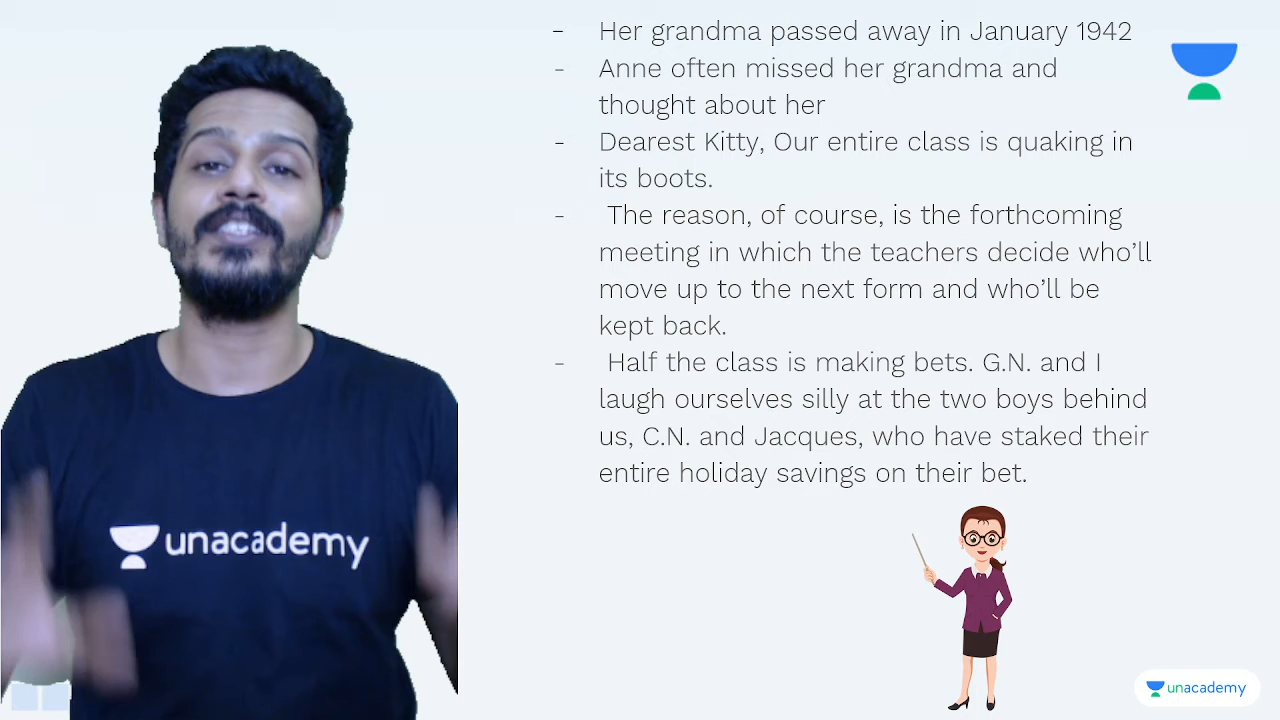 - Her grandma passed away in January 1942
- Anne often missed her grandma and
thought about her
- Dearest Kitty, Our entire class is quaking in
its boots.
- The reason, of course, is the forthcoming
meeting in which the teachers decide who’ll
move up to the next form and who’ll be
kept back.
- Half the class is making bets. G.N. and I
laugh ourselves silly at the two boys behind
us, C.N. and Jacques, who have staked their
entire holiday savings on their bet.
unacademy
unacademy